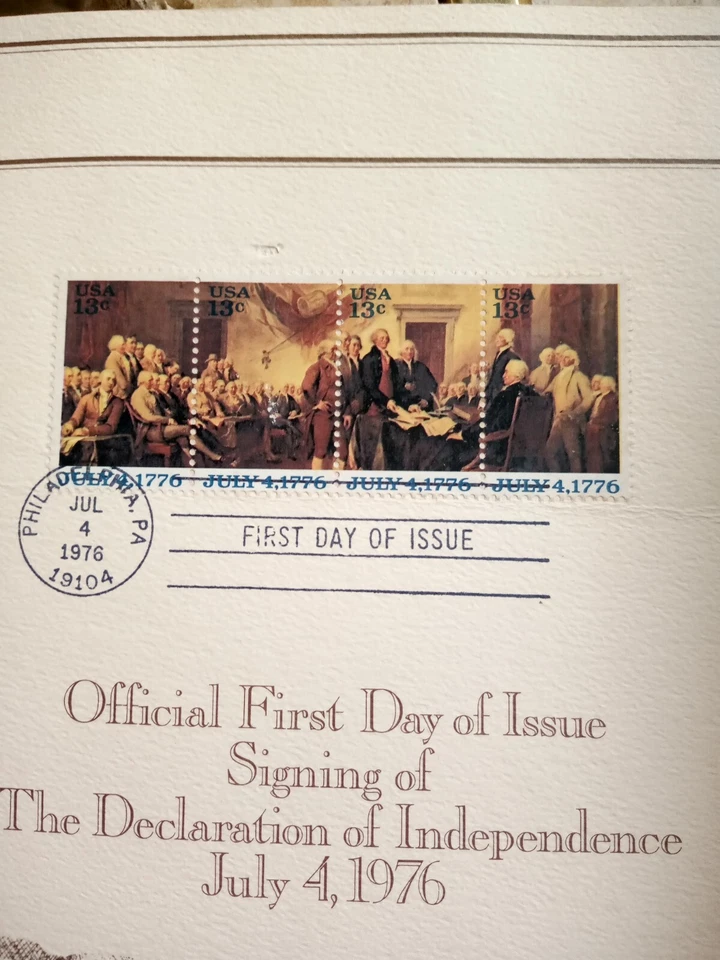 USA 13c
USA 13c
USA 13c
USA 13c
JULY 4,1776 JULY 4,1776 JULY 4,1776 JULY 4,1776
PHILADELPHIA, PA
JUL
4
1976
19104
FIRST DAY OF ISSUE
Official First Day of Issue
Signing of
The Declaration of Independence
July 4, 1976